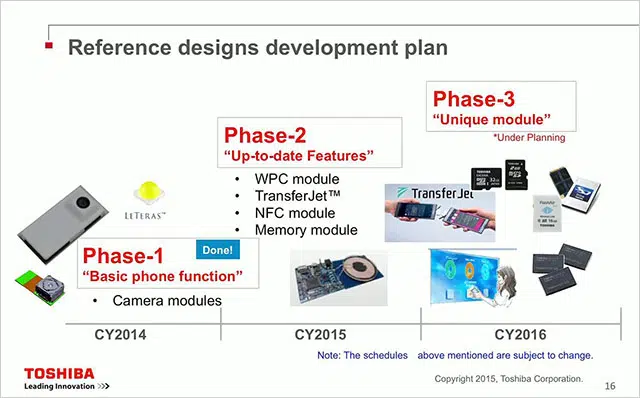 Reference designs development plan
Phase-3
“Unique module”
*Under Planning
Phase-2
“Up-to-date Features”
• WPC module
• TransferJet™
• NFC module
• Memory module
LETERAS™
TransferJet
TOSHIBA
32GB
Phase-1
Done!
“Basic phone function”
• Camera modules
CY2014
CY2015
CY2016
Note: The schedules above mentioned are subject to change.
TOSHIBA
Leading Innovation >>>
Copyright 2015, Toshiba Corporation.
16